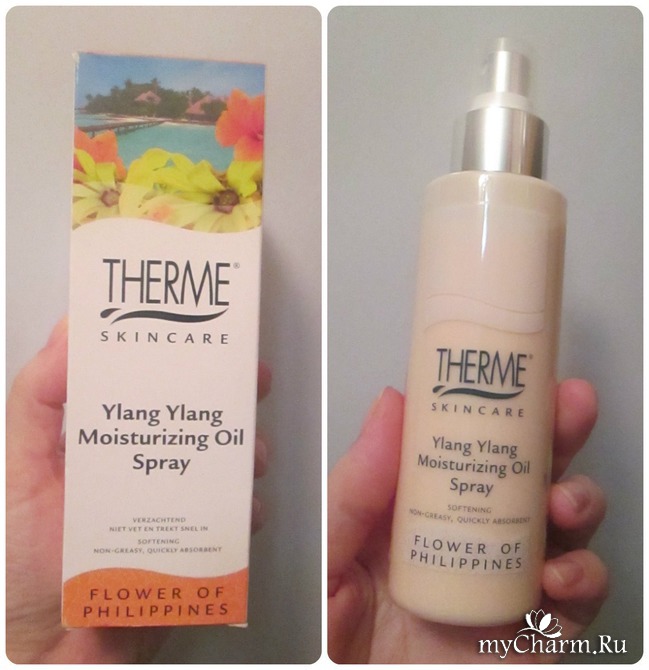 THERME®
SKINCARE
Ylang Ylang
Moisturizing Oil
Spray
VERZACHTEND
NIET VET EN TREKT SNEL IN
SOFTENING
NON-GREASY, QUICKLY ABSORBENT
FLOWER OF
PHILIPPINES
THERME®
SKINCARE
Ylang Ylang
Moisturizing Oil
Spray
SOFTENING
NON-GREASY, QUICKLY ABSORBENT
FLOWER OF
PHILIPPINES
myCharm.Ru